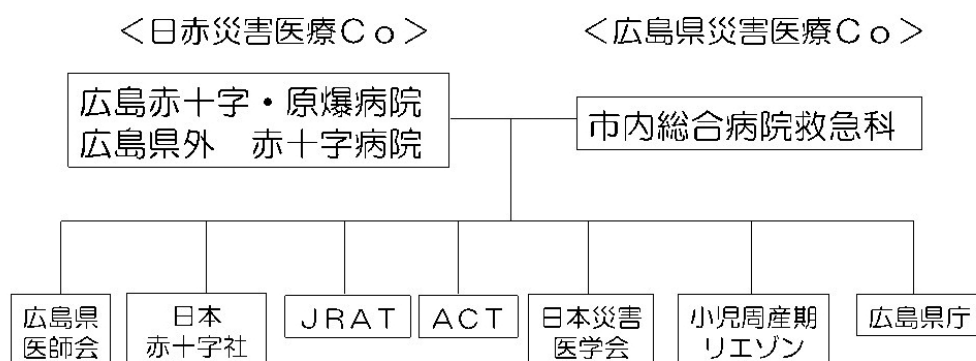 ＜日赤災害医療Ｃｏ＞
＜広島県災害医療Ｃｏ＞
広島赤十字・原爆病院
広島県外　赤十字病院
市内総合病院救急科
広島県
医師会
日本
赤十字社
ＪＲＡＴ
ＡＣＴ
日本災害
医学会
小児周産期
リエゾン
広島県庁